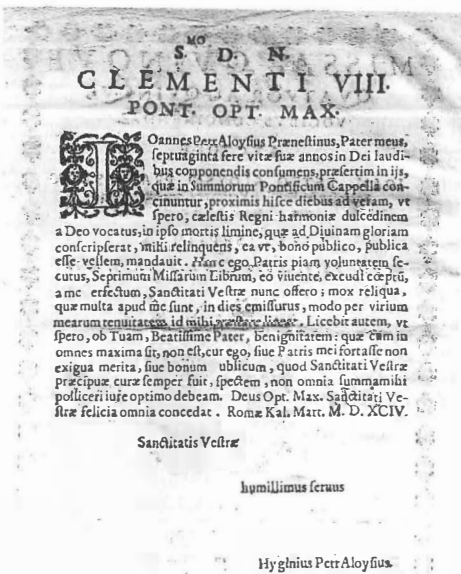 S.MO D. N.
CLEMENTI VIII.
PONT. OPT. MAX.
IOannes Petr Aloyſius Præneſtinus, Pater meus,
ſeptuaginta fere vitæ ſuæ annos in Dei laudi-
bus componendis conſumens, præſertim in ijs,
quæ in Summorum Pontificum Cappella con-
cinuntur, proximis hiſce diebus ad veram, vt
ſpero, cæleſtis Regni harmoniæ dulcedinem
a Deo vocatus, in ipſo mortis limine, quæ ad Diuinam gloriam
conſcripſerat, mihi relinquens, ea vt, bono publico, publica
eſſe vellem, mandauit. Hanc ego Patris piam voluntatem ſe-
cutus, Septimum Miſſarum Librum, eo viuente, excudi cœptũ,
a me erfectum, Sanctitati Veſtræ nunc offero; mox reliqua,
quæ multa apud me ſunt, in dies emiſſurus, modo per virium
mearum tenuitatem id mihi præſtare liceat. Licebit autem, vt
ſpero, ob Tuam, Beatiſſime Pater, benignitatem: quæ cùm in
omnes maxima ſit, non eſt, cur ego, ſiue Patris mei fortaſſe non
exigua merita, ſiue bonum ublicum, quod Sanctitati Veſtræ
præcipuæ curæ ſemper fuit, ſpectem, non omnia ſumma mihi
polliceri iure optimo debeam. Deus Opt. Max. Sanctitati Ve-
ſtræ felicia omnia concedat. Romæ Kal. Mart. M. D. XCIV.
Sanctitatis Veſtræ
humillimus ſeruus
Hyginius Petr Aloyſius.